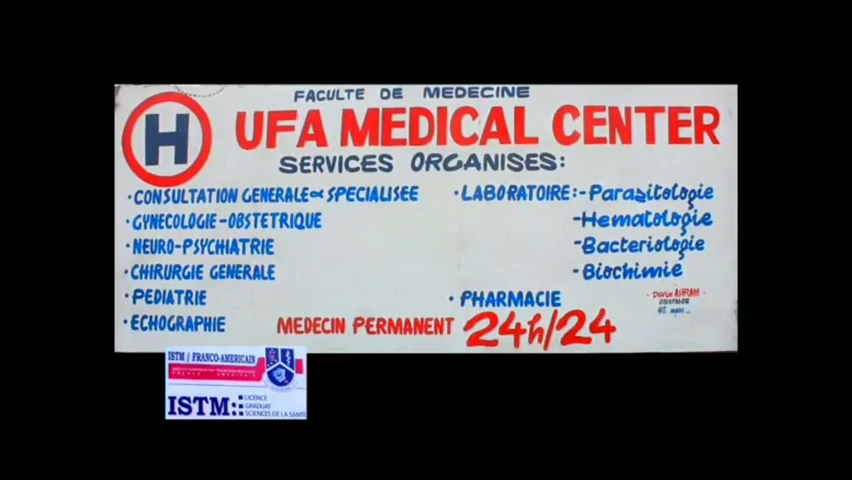 FACULTE DE MEDECINE
H UFA MEDICAL CENTER
SERVICES ORGANISES:
· CONSULTATION GENERALE & SPECIALISEE
· GYNECOLOGIE-OBSTETRIQUE
· NEURO-PSYCHIATRIE
· CHIRURGIE GENERALE
· PEDIATRIE
· ECHOGRAPHIE
· LABORATOIRE:- Parasitologie
- Hematologie
- Bacteriologie
- Biochimie
· PHARMACIE
MEDECIN PERMANENT 24h/24
ISTM / FRANCO-AMERICAIN
ISTM:
LICENCE
GRADUAT
SCIENCES DE LA SANTE